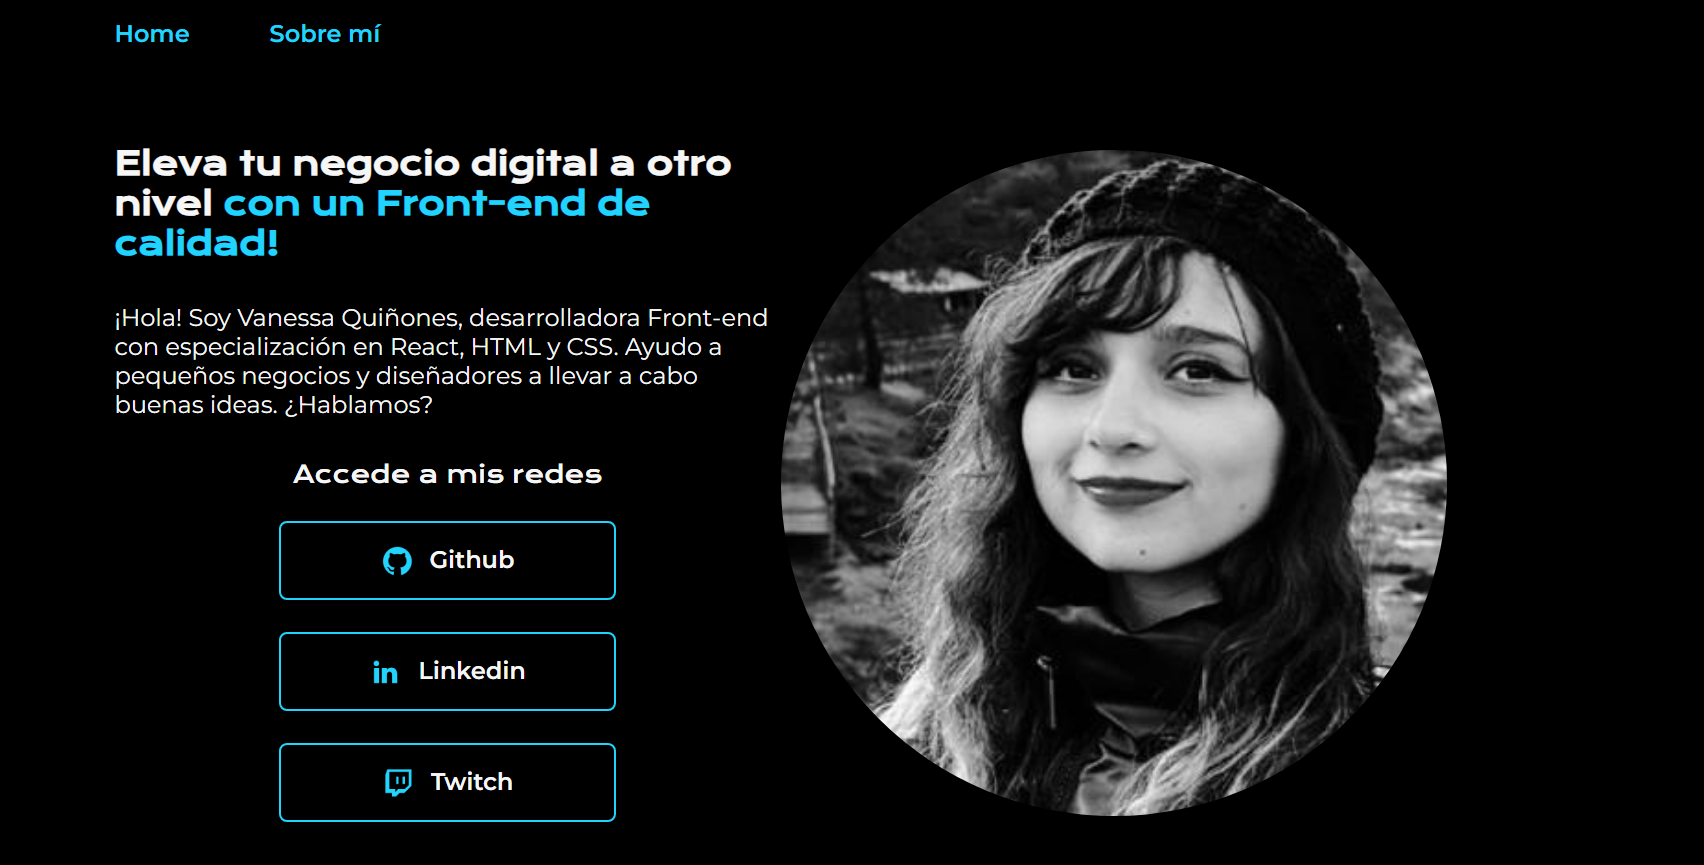 Home Sobre mí
Eleva tu negocio digital a otro
nivel con un Front-end de
calidad!
¡Hola! Soy Vanessa Quiñones, desarrolladora Front-end
con especialización en React, HTML y CSS. Ayudo a
pequeños negocios y diseñadores a llevar a cabo
buenas ideas. ¿Hablamos?
Accede a mis redes
Github
in Linkedin
Twitch